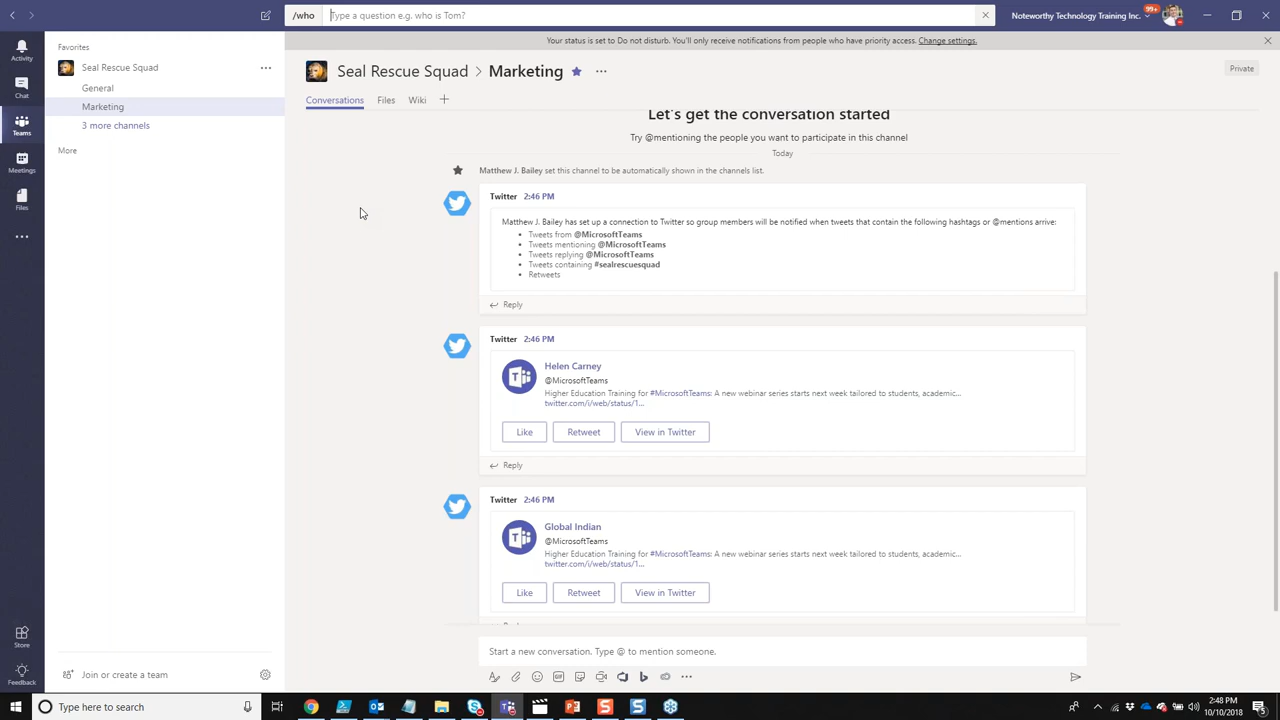 /who
Type a question e.g. who is Tom?
Noteworthy Technology Training Inc.
99+
Your status is set to Do not disturb. You'll only receive notifications from people who have priority access. Change settings.
Activity
Chat
Teams
Meetings
Files
Store
Feedback
Favorites
Seal Rescue Squad
General
Marketing
3 more channels
More
Join or create a team
Seal Rescue Squad > Marketing
Private
Conversations Files Wiki
Let's get the conversation started
Try @mentioning the people you want to participate in this channel
Today
Matthew J. Bailey set this channel to be automatically shown in the channels list.
Twitter 2:46 PM
Matthew J. Bailey has set up a connection to Twitter so group members will be notified when tweets that contain the following hashtags or @mentions arrive:
Tweets from @MicrosoftTeams
Tweets mentioning @MicrosoftTeams
Tweets replying @MicrosoftTeams
Tweets containing #sealrescuesquad
Retweets
Reply
Twitter 2:46 PM
Helen Carney
@MicrosoftTeams
Higher Education Training for #MicrosoftTeams: A new webinar series starts next week tailored to students, academic...
twitter.com/i/web/status/1...
Like Retweet View in Twitter
Reply
Twitter 2:46 PM
Global Indian
@MicrosoftTeams
Higher Education Training for #MicrosoftTeams: A new webinar series starts next week tailored to students, academic...
twitter.com/i/web/status/1...
Like Retweet View in Twitter
Start a new conversation. Type @ to mention someone.
GIF
Type here to search
2:48 PM
10/10/2018